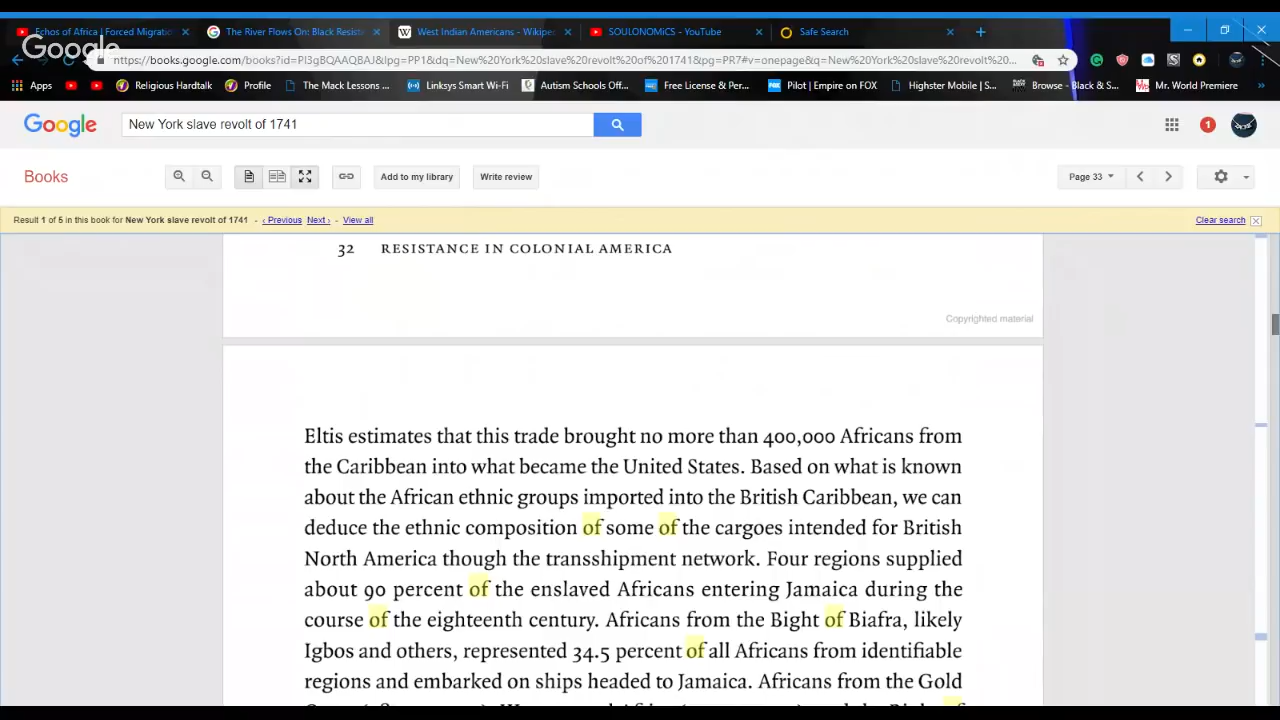 Echos of Africa | Forced Migratio
The River Flows On: Black Resista
West Indian Americans - Wikiped
SOULONOMiCS - YouTube
Safe Search
Google
https://books.google.com/books?id=PI3gBQ/
Apps
Religious Hardtalk
Profile
The Mack Lessons ...
Linksys Smart Wi-Fi
Autism Schools Off...
Free License & Per...
Pilot | Empire on FOX
Highster Mobile | S...
Browse - Black & S...
Mr. World Premiere
Google
New York slave revolt of 1741
1
Books
Add to my library
Write review
Page 33
Result 1 of 5 in this book for New York slave revolt of 1741 - ‹ Previous Next › - View all
Clear search
32 RESISTANCE IN COLONIAL AMERICA
Copyrighted material
Eltis estimates that this trade brought no more than 400,000 Africans from
the Caribbean into what became the United States. Based on what is known
about the African ethnic groups imported into the British Caribbean, we can
deduce the ethnic composition of some of the cargoes intended for British
North America though the transshipment network. Four regions supplied
about 90 percent of the enslaved Africans entering Jamaica during the
course of the eighteenth century. Africans from the Bight of Biafra, likely
Igbos and others, represented 34.5 percent of all Africans from identifiable
regions and embarked on ships headed to Jamaica. Africans from the Gold